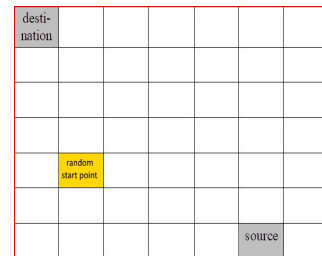 desti-
nation
random
start point
source